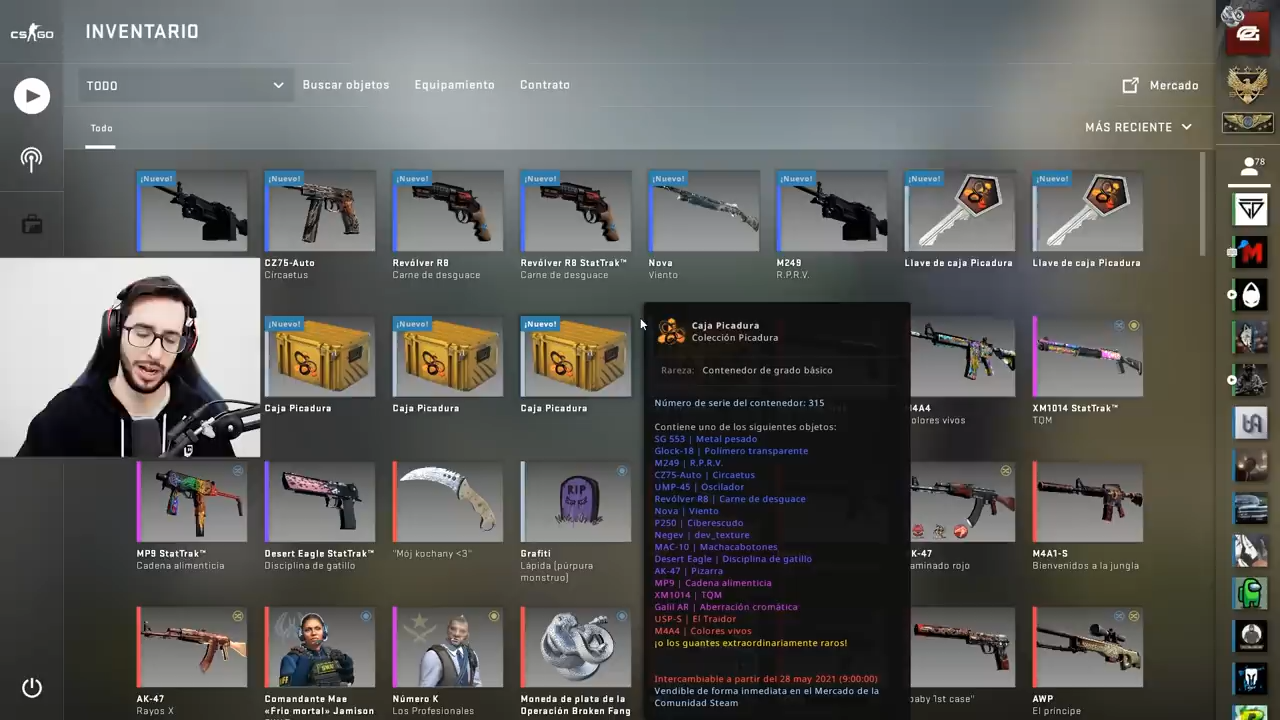 CS GO
INVENTARIO
TODO
Buscar objetos
Equipamiento
Contrato
Mercado
Todo
MÁS RECIENTE
78
¡Nuevo!
¡Nuevo!
¡Nuevo!
¡Nuevo!
¡Nuevo!
¡Nuevo!
¡Nuevo!
¡Nuevo!
CZ75-Auto
Circaetus
Revólver R8
Carne de desguace
Revólver R8 StatTrak™
Carne de desguace
Nova
Viento
M249
R.P.R.V.
Llave de caja Picadura
Llave de caja Picadura
¡Nuevo!
¡Nuevo!
¡Nuevo!
Caja Picadura
Caja Picadura
Caja Picadura
Caja Picadura
Colección Picadura
Rareza: Contenedor de grado básico
Número de serie del contenedor: 315
Contiene uno de los siguientes objetos:
SG 553 | Metal pesado
Glock-18 | Polímero transparente
M249 | R.P.R.V.
CZ75-Auto | Circaetus
UMP-45 | Oscilador
Revólver R8 | Carne de desguace
Nova | Viento
P250 | Ciberescudo
Negev | dev_texture
MAC-10 | Machacabotones
Desert Eagle | Disciplina de gatillo
AK-47 | Pizarra
MP9 | Cadena alimenticia
XM1014 | TQM
Galil AR | Aberración cromática
USP-S | El Traidor
M4A4 | Colores vivos
¡o los guantes extraordinariamente raros!
Intercambiable a partir del 28 may 2021 (9:00:00)
Vendible de forma inmediata en el Mercado de la
Comunidad Steam
M4A4
olores vivos
XM1014 StatTrak™
TQM
MP9 StatTrak™
Cadena alimenticia
Desert Eagle StatTrak™
Disciplina de gatillo
"Mój kochany <3"
RIP
Grafiti
Lápida (púrpura
monstruo)
K-47
aminado rojo
M4A1-S
Bienvenidos a la jungla
AK-47
Rayos X
Comandante Mae
«Frío mortal» Jamison
Número K
Los Profesionales
Moneda de plata de la
Operación Broken Fang
baby 1st case"
AWP
El príncipe